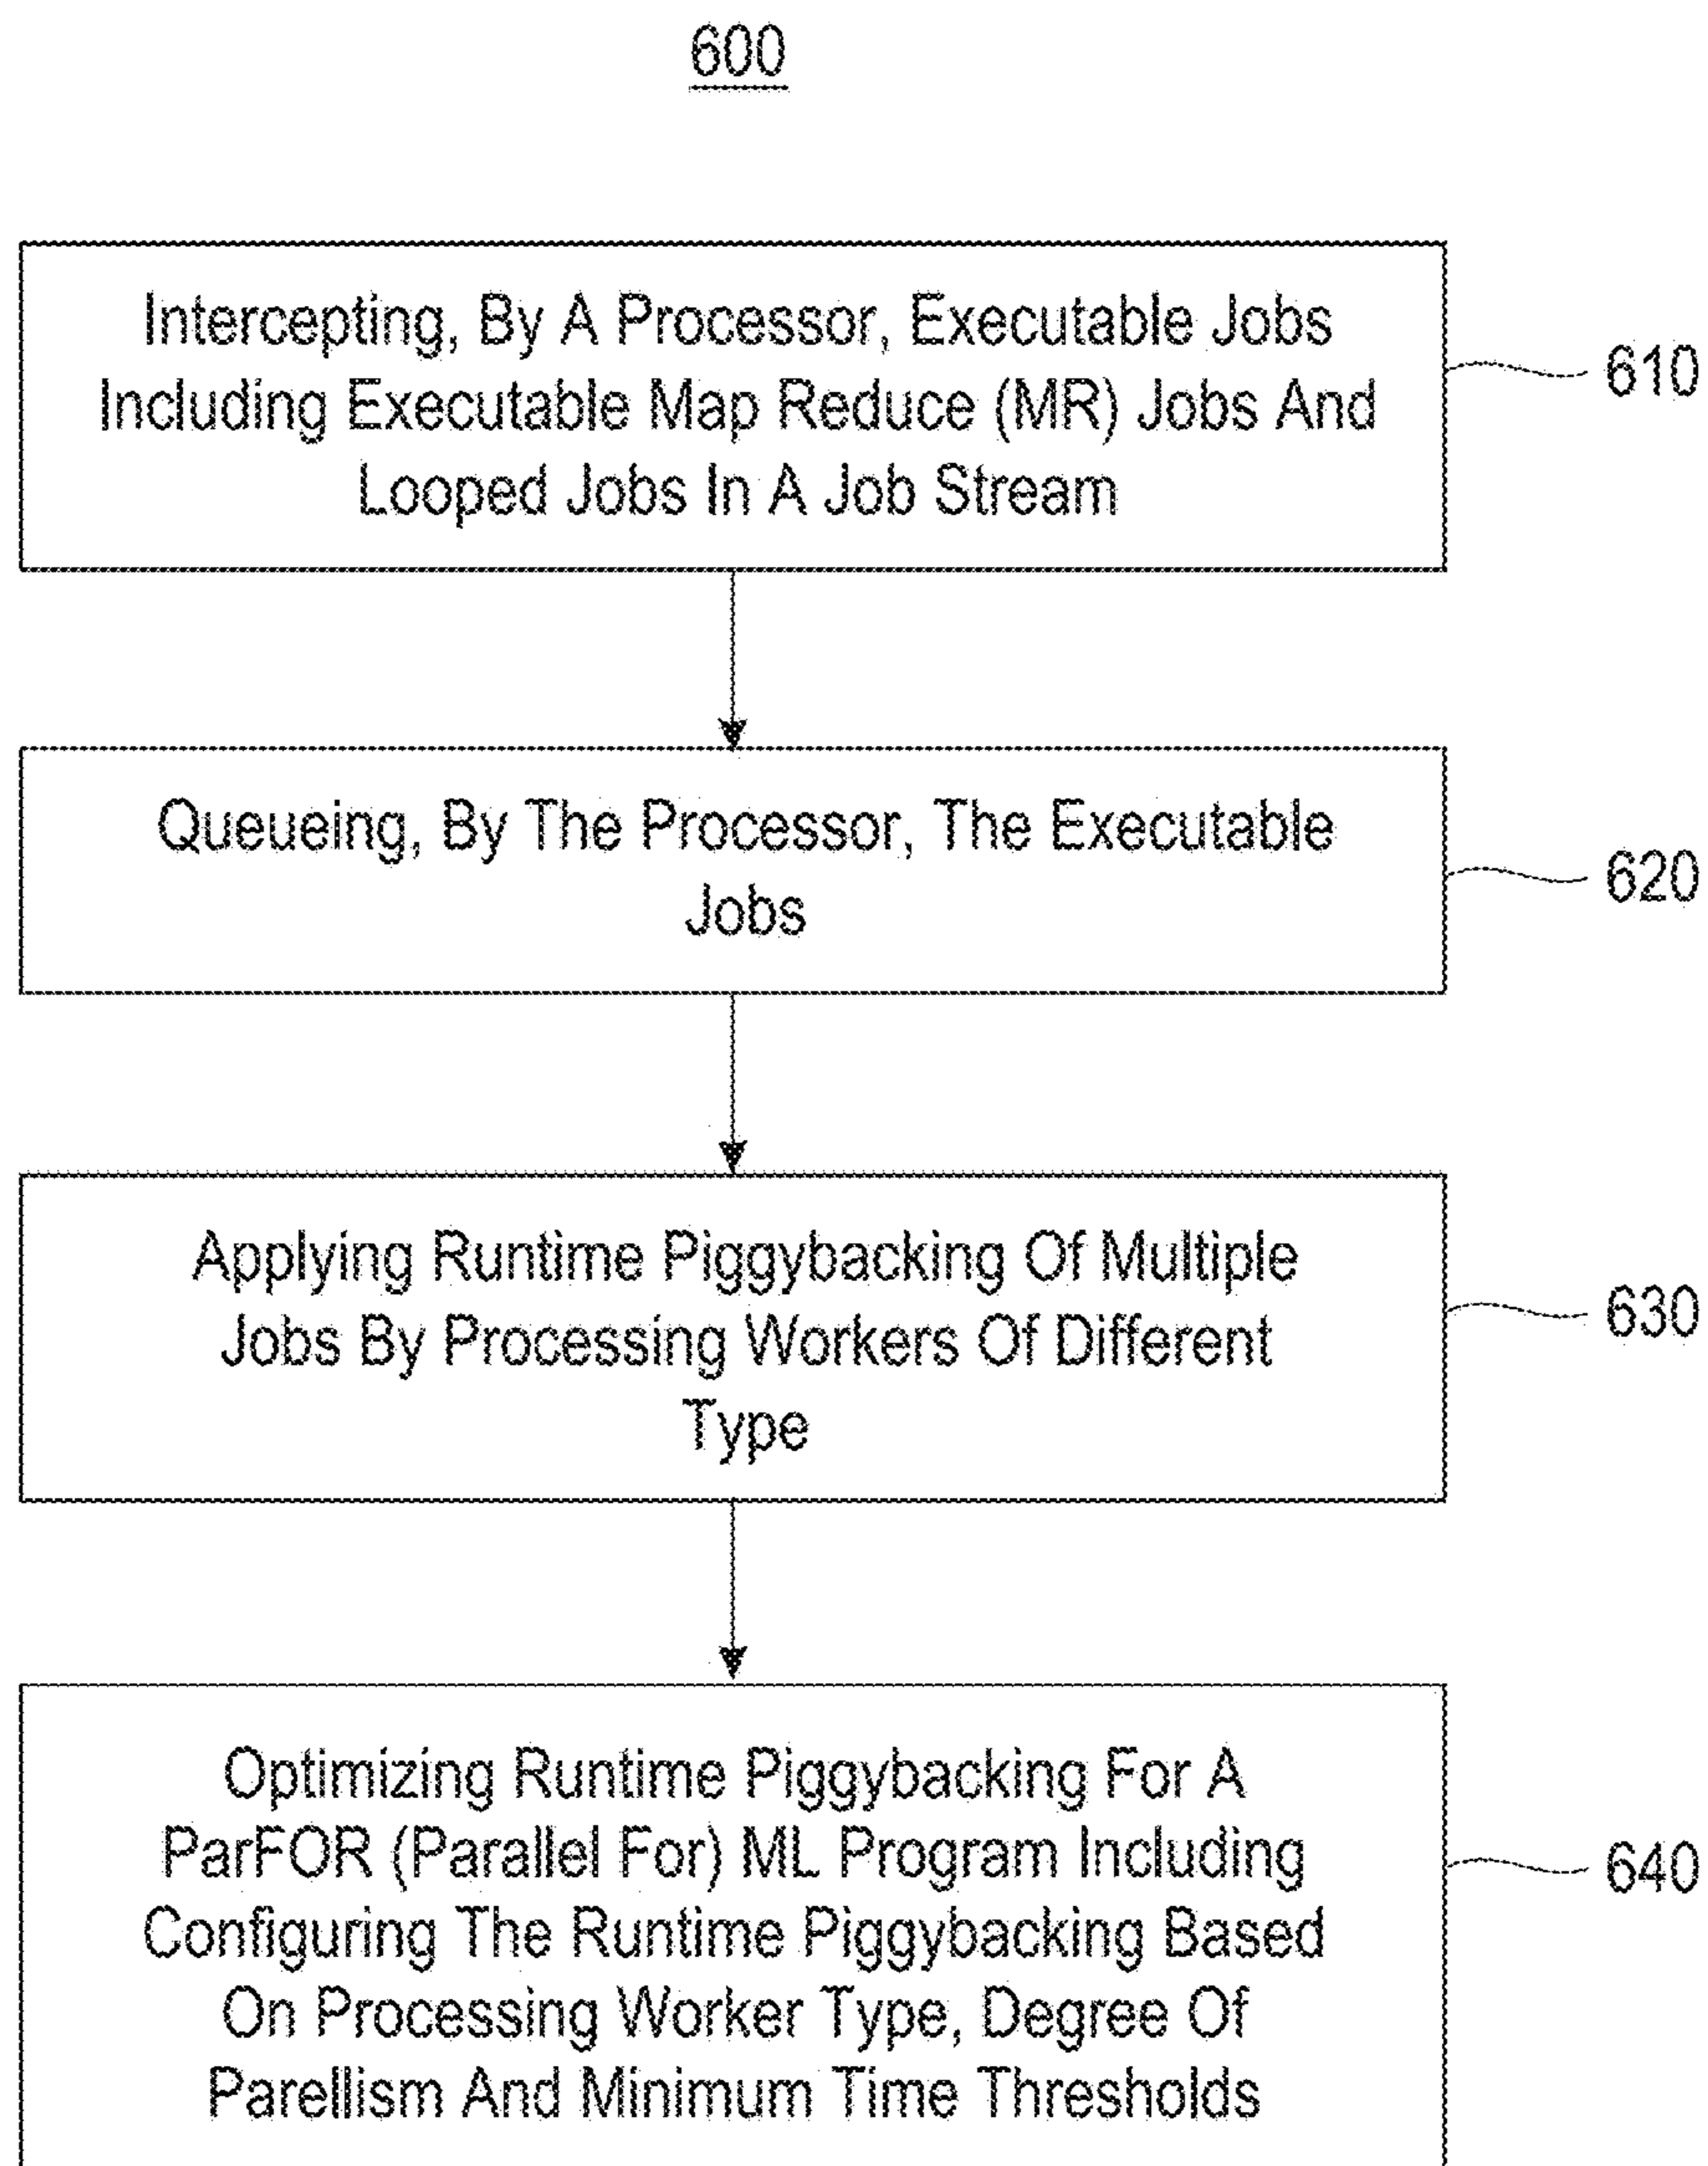 600
Intercepting, By A Processor, Executable Jobs
Including Executable Map Reduce (MR) Jobs And
Looped Jobs In A Job Stream
610
Queueing, By The Processor, The Executable
Jobs
620
Applying Runtime Piggybacking Of Multiple
Jobs By Processing Workers Of Different
Type
630
Optimizing Runtime Piggybacking For A
ParFOR (Parallel For) ML Program Including
Configuring The Runtime Piggybacking Based
On Processing Worker Type, Degree Of
Parellism And Minimum Time Thresholds
640